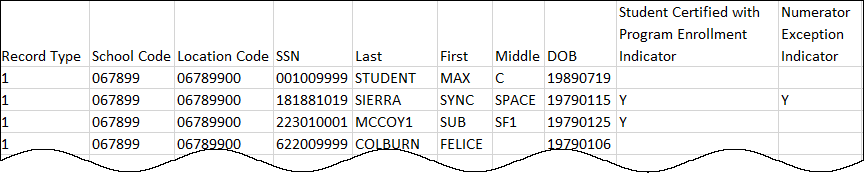 Record Type School Code Location Code SSN Last First Middle DOB Student Certified with Program Enrollment Indicator Numerator Exception Indicator
1 067899 06789900 001009999 STUDENT MAX C 19890719
1 067899 06789900 181881019 SIERRA SYNC SPACE 19790115 Y Y
1 067899 06789900 223010001 MCCOY1 SUB SF1 19790125 Y
1 067899 06789900 622009999 COLBURN FELICE 19790106